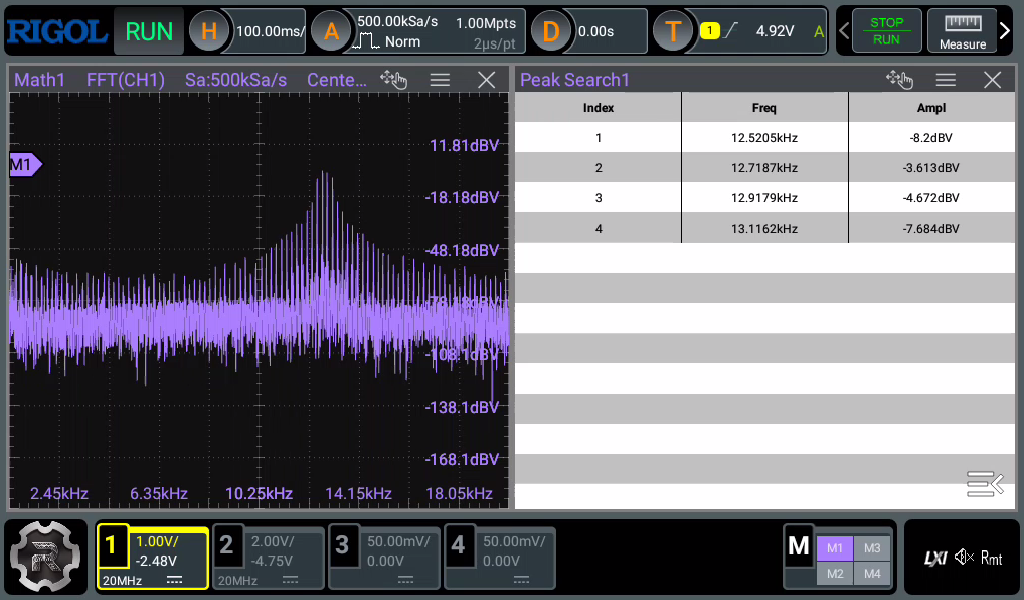 RIGOL RUN H 100.00ms/ A 500.00kSa/s 1.00Mpts D 0.00s T 1 4.92V A STOP
Norm 2µs/pt RUN Measure
Math1 FFT(CH1) Sa:500kSa/s Cente...
M1
11.81dBV
-18.18dBV
-48.18dBV
-78.18dBV
-108.1dBV
-138.1dBV
-168.1dBV
2.45kHz 6.35kHz 10.25kHz 14.15kHz 18.05kHz
Peak Search1
Index Freq Ampl
1 12.5205kHz -8.2dBV
2 12.7187kHz -3.613dBV
3 12.9179kHz -4.672dBV
4 13.1162kHz -7.684dBV
R
1 1.00V/ 2 2.00V/ 3 50.00mV/ 4 50.00mV/
-2.48V -4.75V 0.00V 0.00V
20MHz 20MHz
M M1 M3
M2 M4
LXI Rmt